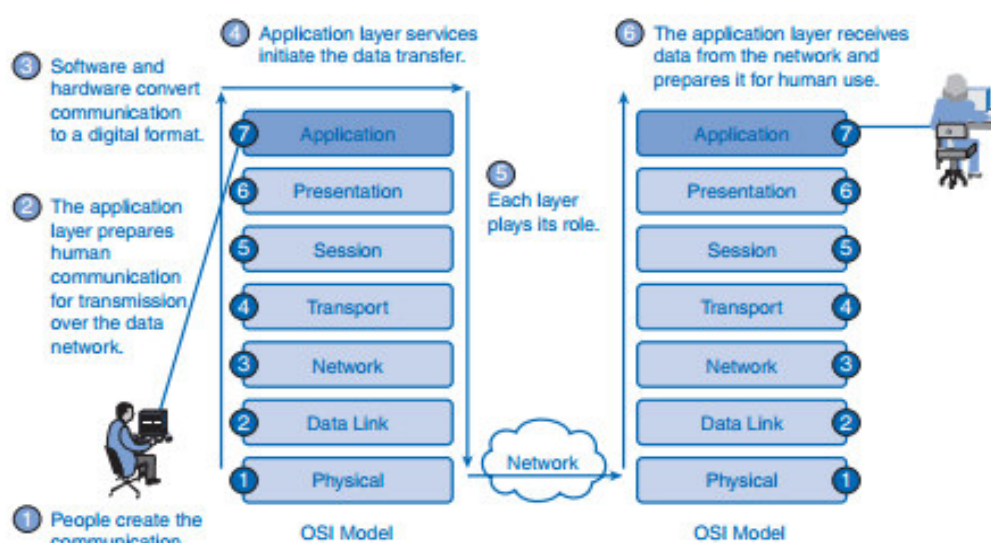 4 Application layer services
initiate the data transfer.
6 The application layer receives
data from the network and
prepares it for human use.
3 Software and
hardware convert
communication
to a digital format.
2 The application
layer prepares
human
communication
for transmission
over the data
network.
1 People create the
communication.
7 Application
6 Presentation
5 Session
4 Transport
3 Network
2 Data Link
1 Physical
OSI Model
5
Each layer
plays its role.
Network
Application 7
Presentation 6
Session 5
Transport 4
Network 3
Data Link 2
Physical 1
OSI Model